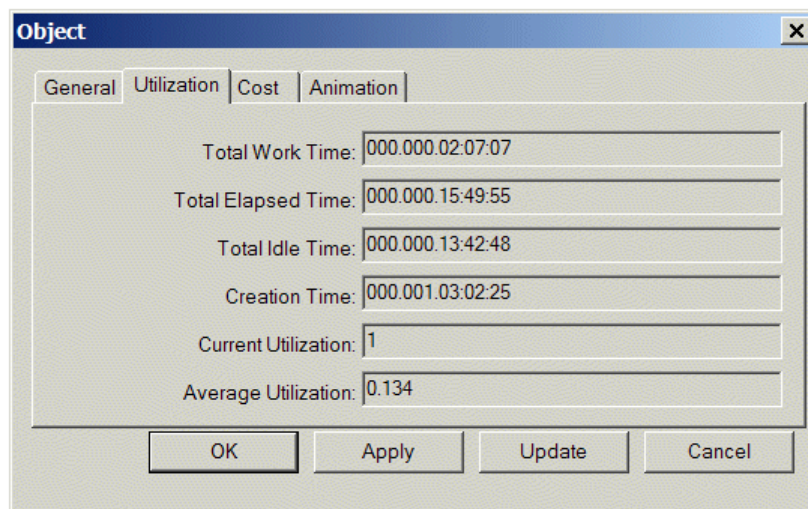 Object
General Utilization Cost Animation
Total Work Time: 000.000.02:07:07
Total Elapsed Time: 000.000.15:49:55
Total Idle Time: 000.000.13:42:48
Creation Time: 000.001.03:02:25
Current Utilization: 1
Average Utilization: 0.134
OK Apply Update Cancel